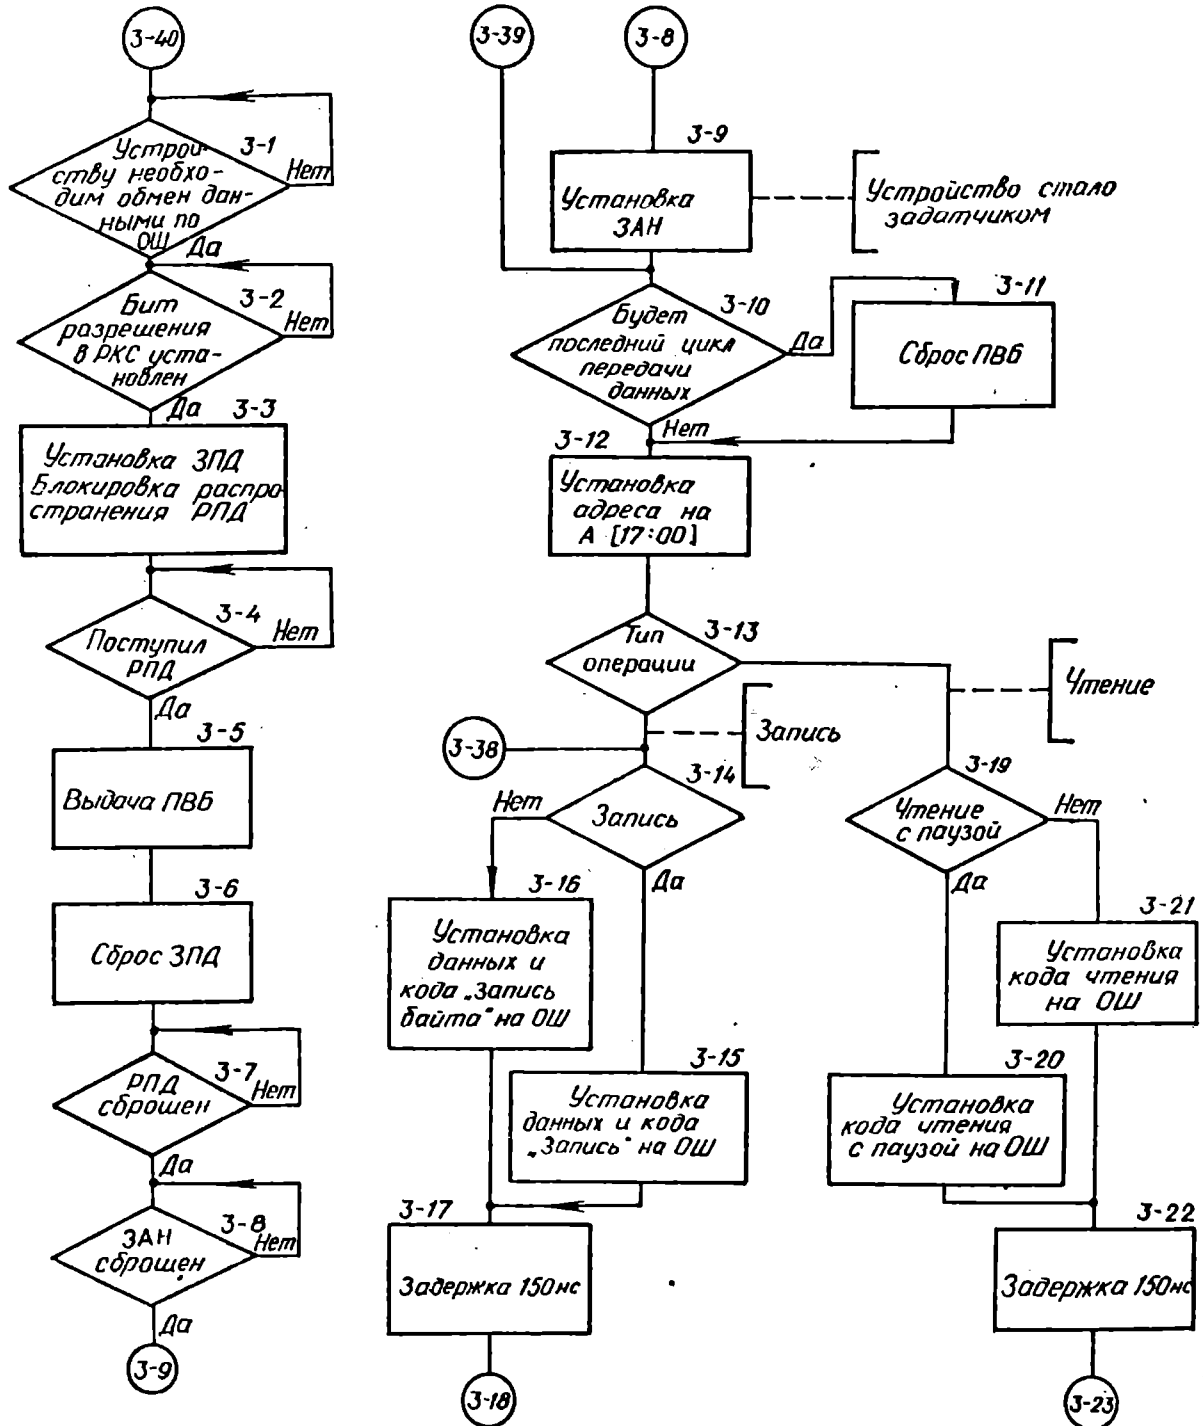 3-40
3-1
Устрой-
ству необхо-
дим обмен дан-
ными по
ОШ
Нет
Да
3-2
Бит
разрешения
в РКС уста-
новлен
Нет
Да
3-3
Установка ЗПД
Блокировка распро-
странения РПД
3-4
Поступил
РПД
Нет
Да
3-5
Выдача ПВБ
3-6
Сброс ЗПД
3-7
РПД
сброшен
Нет
Да
3-8
ЗАН
сброшен
Нет
Да
3-9
3-39
3-8
3-9
Установка
ЗАН
Устройство стало
задатчиком
3-10
Будет
последний цикл
передачи
данных
Да
Нет
3-11
Сброс ПВБ
3-12
Установка
адреса на
А [17:00]
3-13
Тип
операции
Чтение
Запись
3-38
3-14
Запись
Нет
Да
3-16
Установка
данных и
кода „Запись
байта" на ОШ
3-15
Установка
данных и кода
„Запись" на ОШ
3-17
Задержка 150нс
3-18
3-19
Чтение
с паузой
Нет
Да
3-21
Установка
кода чтения
на ОШ
3-20
Установка
кода чтения
с паузой на ОШ
3-22
Задержка 150нс
3-23